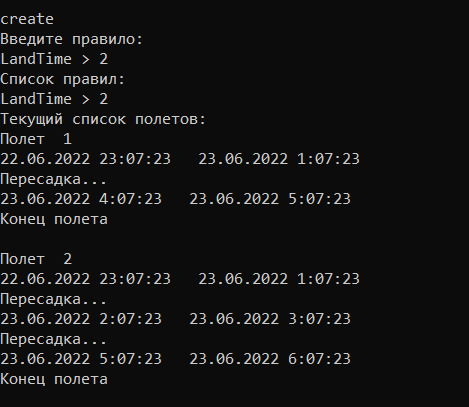 create
Введите правило:
LandTime > 2
Список правил:
LandTime > 2
Текущий список полетов:
Полет  1
22.06.2022 23:07:23   23.06.2022 1:07:23
Пересадка...
23.06.2022 4:07:23   23.06.2022 5:07:23
Конец полета

Полет  2
22.06.2022 23:07:23   23.06.2022 1:07:23
Пересадка...
23.06.2022 2:07:23   23.06.2022 3:07:23
Пересадка...
23.06.2022 5:07:23   23.06.2022 6:07:23
Конец полета